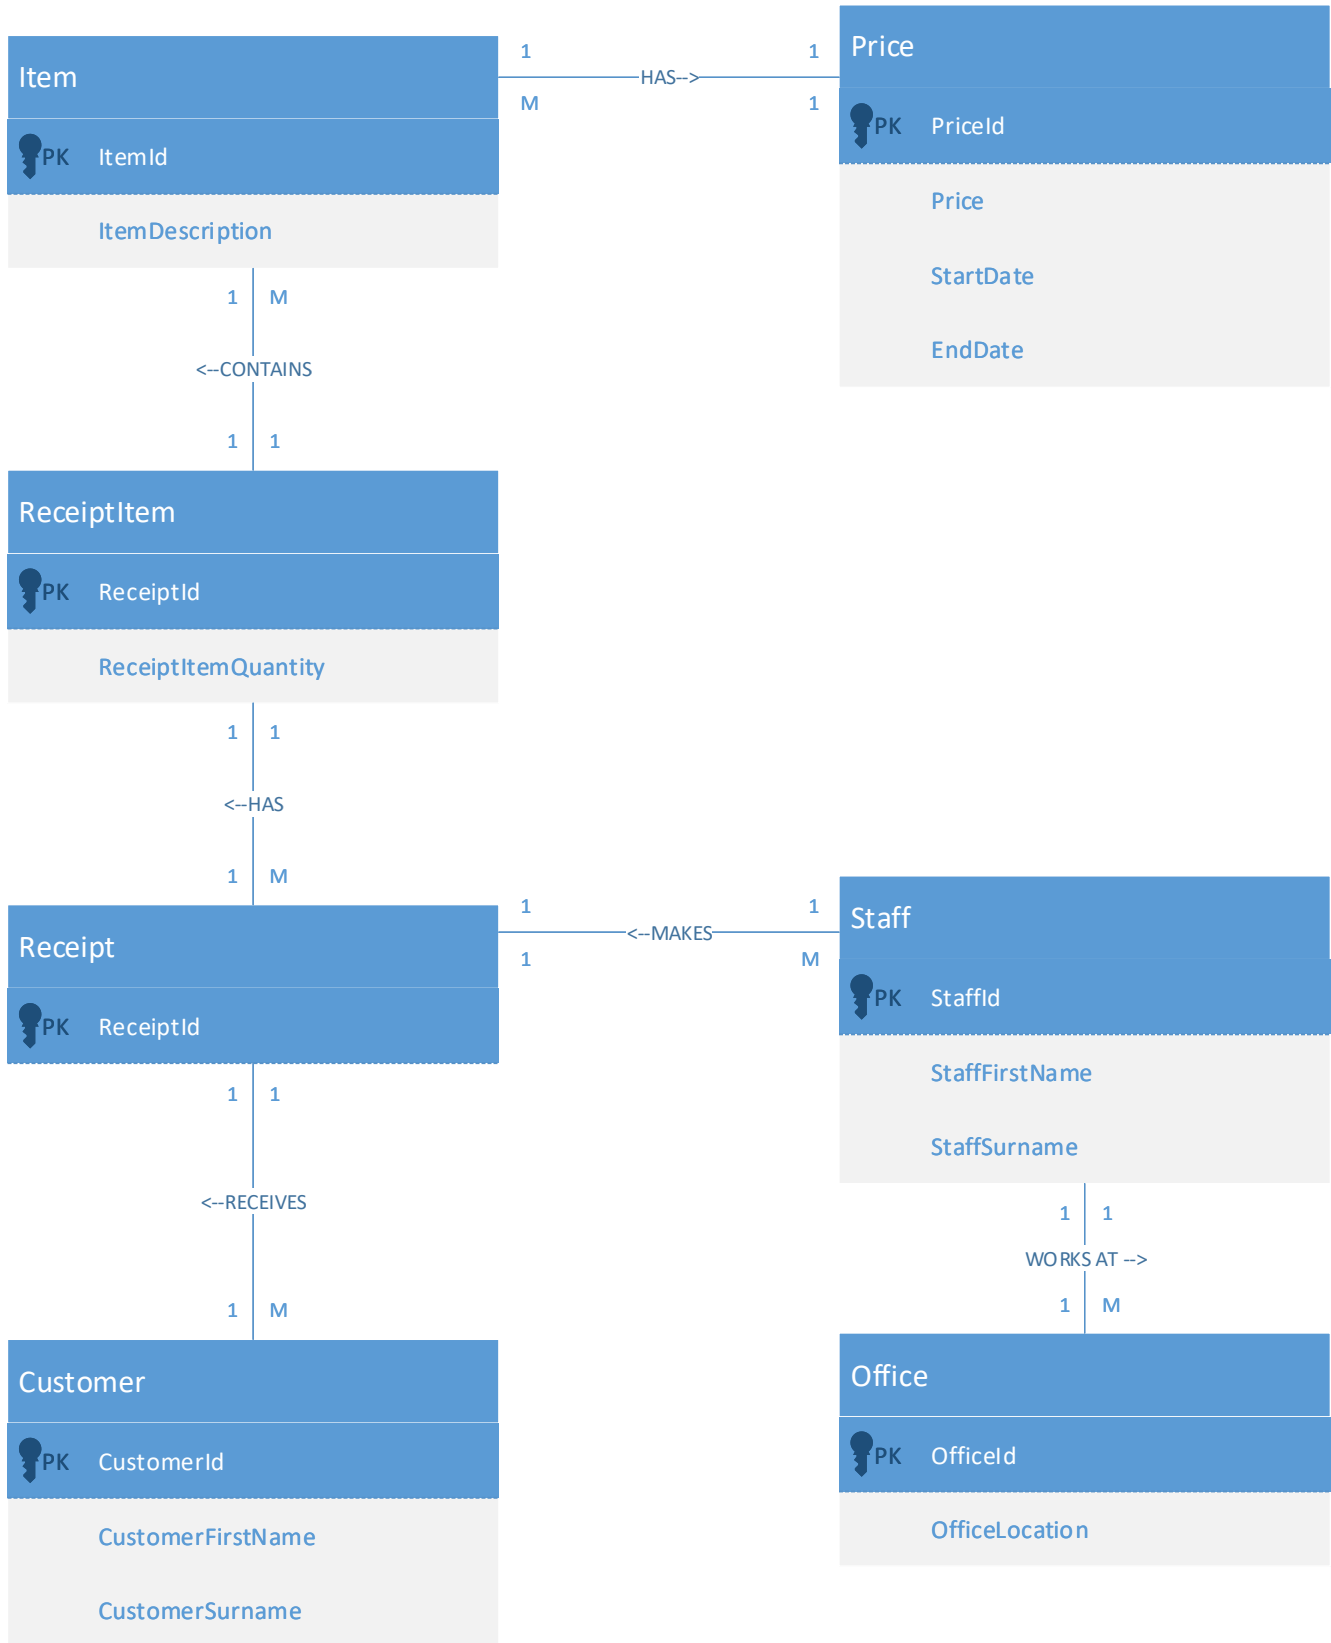 Item
PK ItemId
ItemDescription
1 1
HAS-->
M 1
Price
PK PriceId
Price
StartDate
EndDate
1 M
<--CONTAINS
1 1
ReceiptItem
PK ReceiptId
ReceiptItemQuantity
1 1
<--HAS
1 M
Receipt
PK ReceiptId
1 1
<--MAKES
1 M
Staff
PK StaffId
StaffFirstName
StaffSurname
1 1
<--RECEIVES
1 M
1 1
WORKS AT -->
1 M
Customer
PK CustomerId
CustomerFirstName
CustomerSurname
Office
PK OfficeId
OfficeLocation